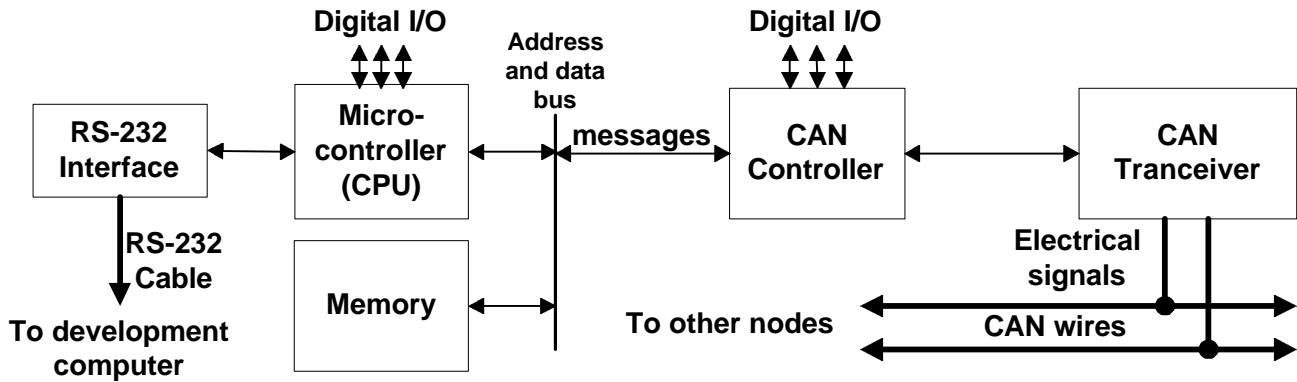 Digital I/O
Address
and data
bus
Digital I/O
RS-232
Interface
Micro-
controller
(CPU)
messages
CAN
Controller
CAN
Tranceiver
RS-232
Cable
To development
computer
Memory
To other nodes
Electrical
signals
CAN wires